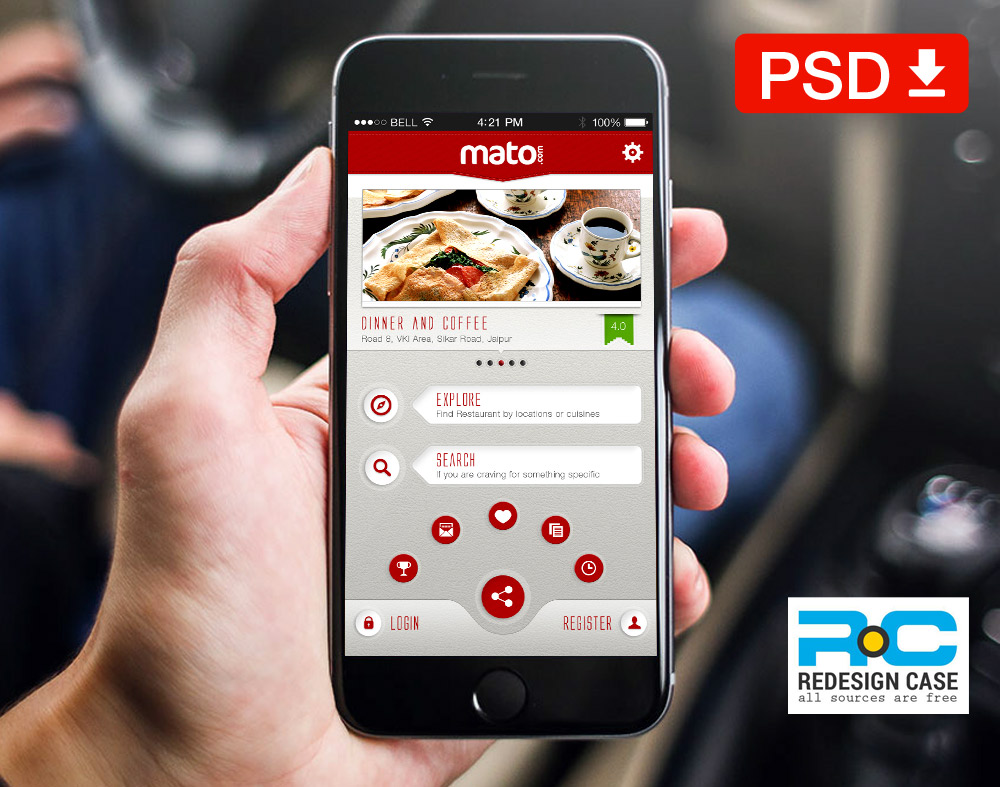 PSD
●●●○○ BELL 4:21 PM 100%
mato.com
DINNER AND COFFEE
4.0
Road 8, VKI Area, Sikar Road, Jaipur
EXPLORE
Find Restaurant by locations or cuisines
SEARCH
If you are craving for something specific
LOGIN
REGISTER
RC
REDESIGN CASE
all sources are free